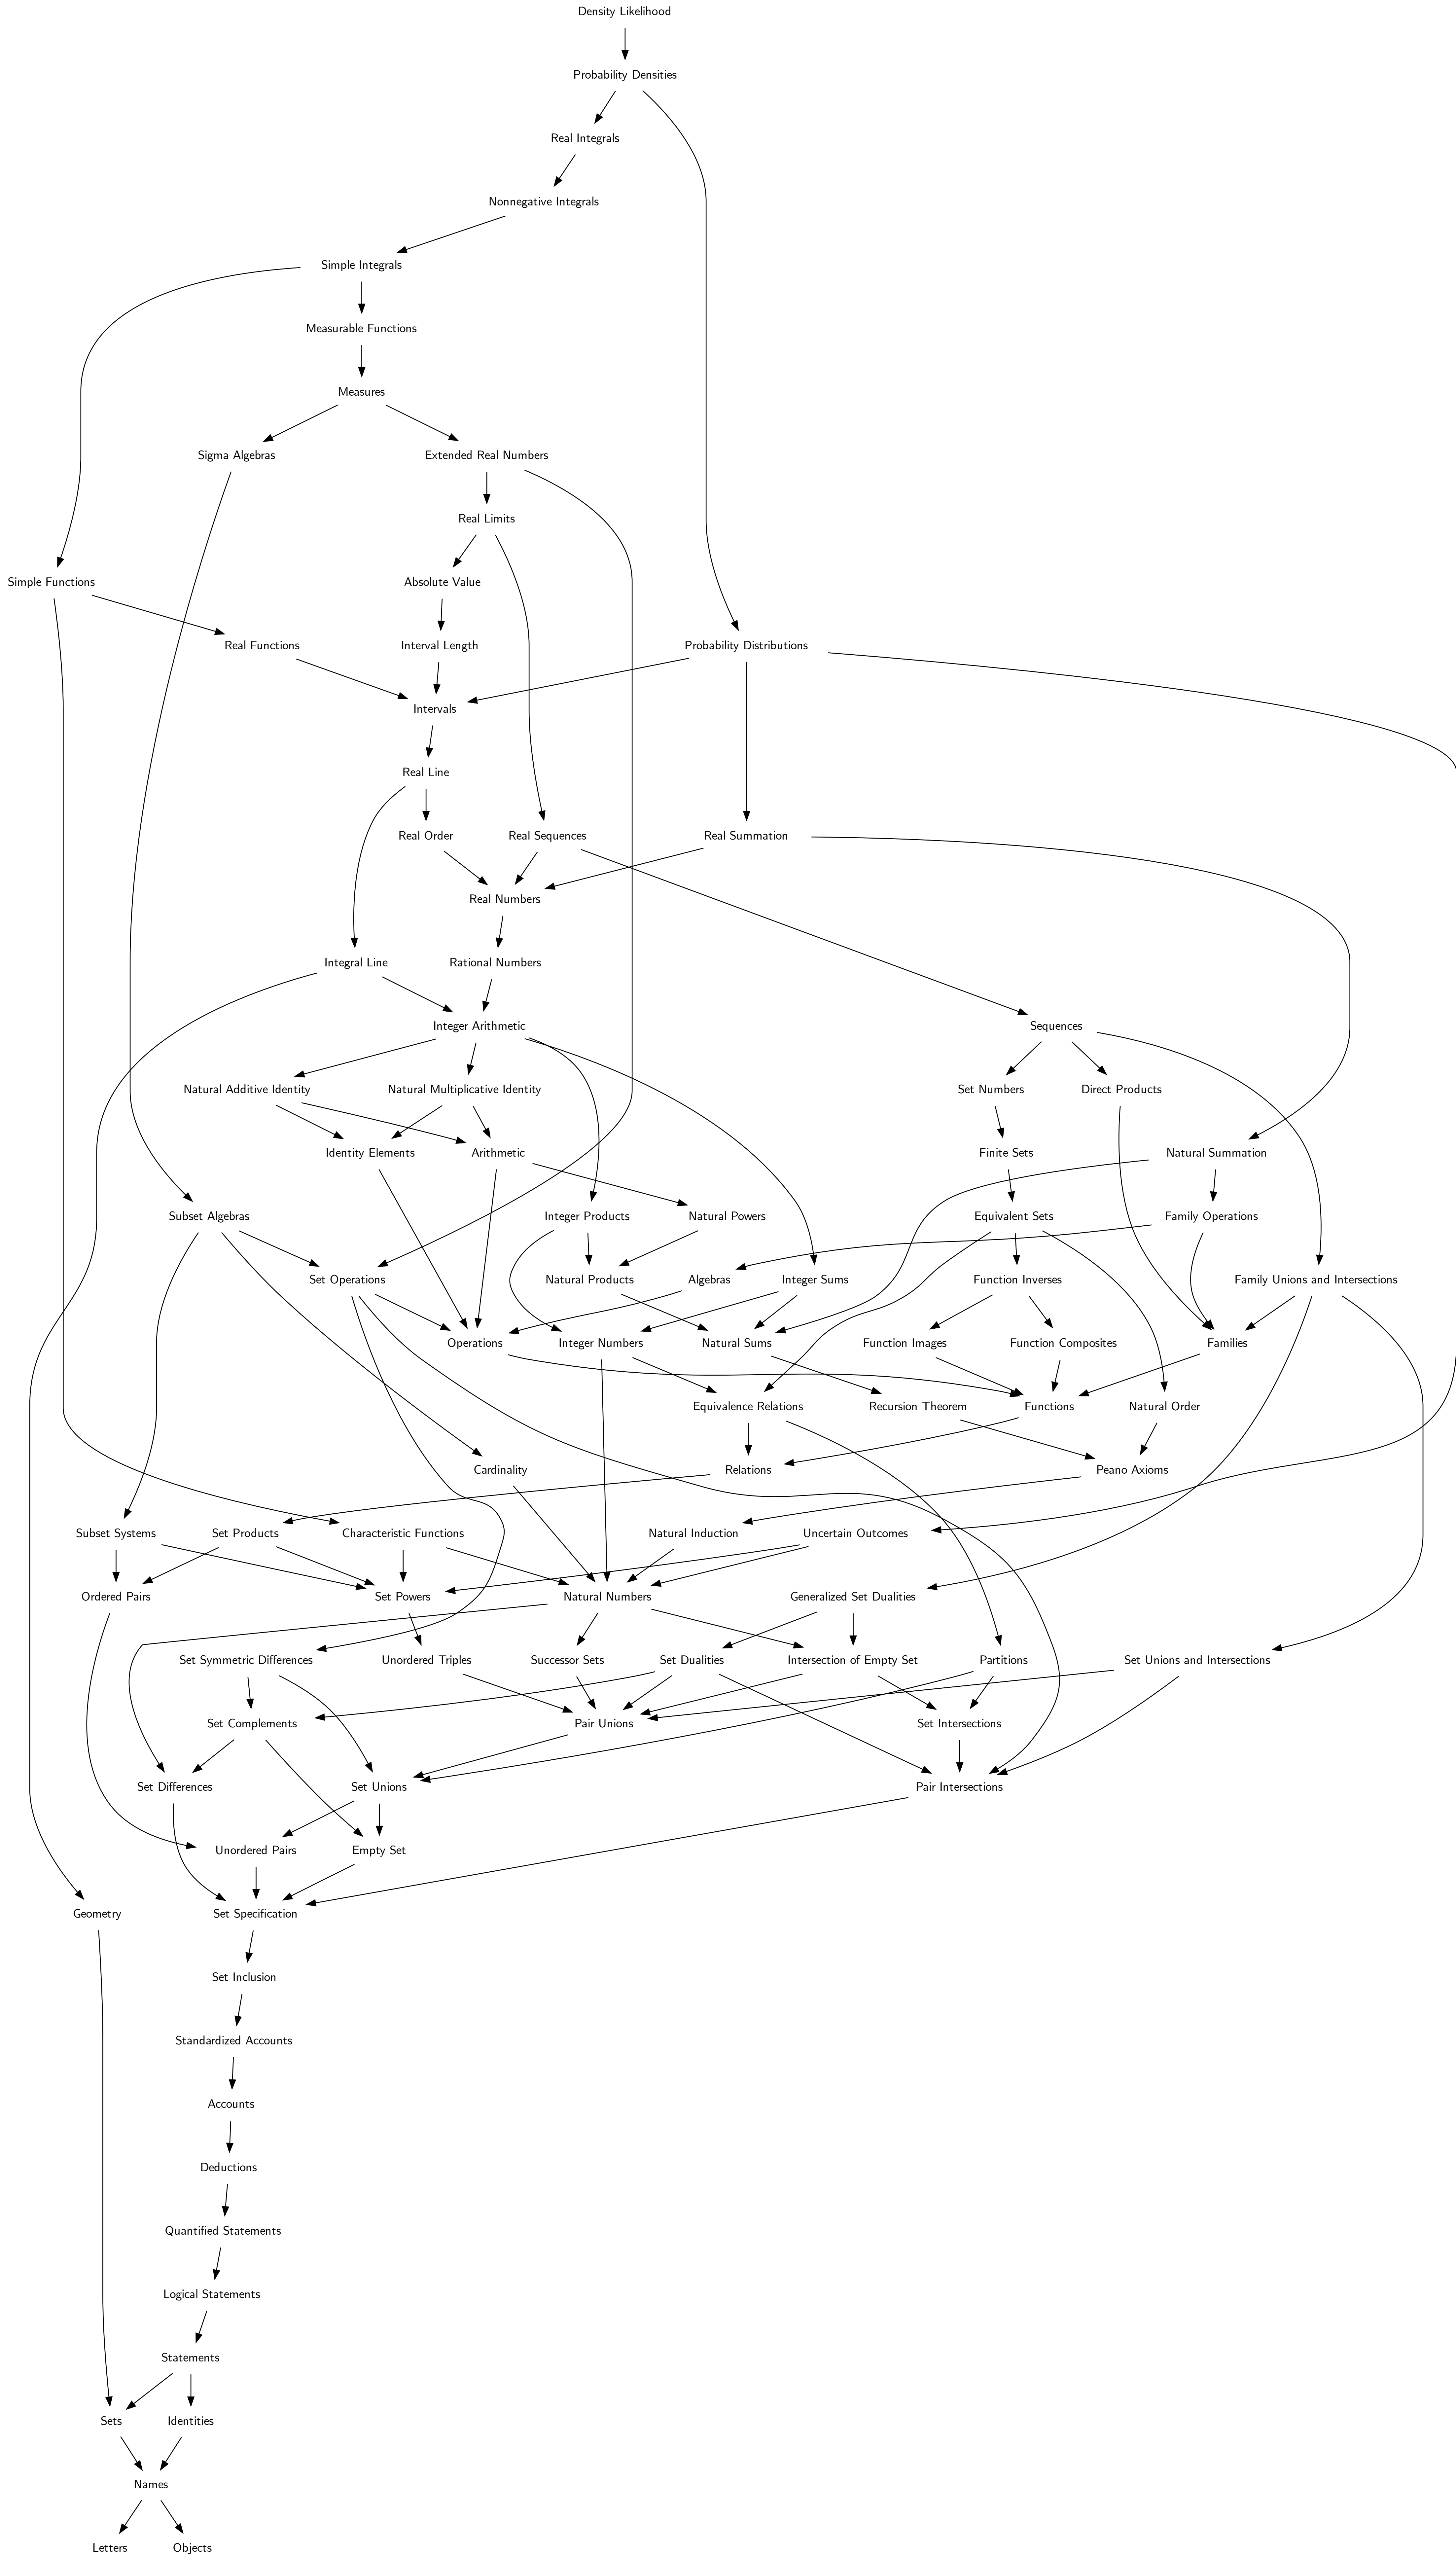 Density Likelihood
Probability Densities
Real Integrals
Nonnegative Integrals
Simple Integrals
Measurable Functions
Measures
Sigma Algebras
Extended Real Numbers
Real Limits
Simple Functions
Absolute Value
Real Functions
Interval Length
Probability Distributions
Intervals
Real Line
Real Order
Real Sequences
Real Summation
Real Numbers
Integral Line
Rational Numbers
Integer Arithmetic
Sequences
Natural Additive Identity
Natural Multiplicative Identity
Set Numbers
Direct Products
Identity Elements
Arithmetic
Finite Sets
Natural Summation
Subset Algebras
Integer Products
Natural Powers
Equivalent Sets
Family Operations
Set Operations
Natural Products
Algebras
Integer Sums
Function Inverses
Family Unions and Intersections
Operations
Integer Numbers
Natural Sums
Function Images
Function Composites
Families
Equivalence Relations
Recursion Theorem
Functions
Natural Order
Cardinality
Relations
Peano Axioms
Subset Systems
Set Products
Characteristic Functions
Natural Induction
Uncertain Outcomes
Ordered Pairs
Set Powers
Natural Numbers
Generalized Set Dualities
Set Symmetric Differences
Unordered Triples
Successor Sets
Set Dualities
Intersection of Empty Set
Partitions
Set Unions and Intersections
Set Complements
Pair Unions
Set Intersections
Set Differences
Set Unions
Pair Intersections
Unordered Pairs
Empty Set
Geometry
Set Specification
Set Inclusion
Standardized Accounts
Accounts
Deductions
Quantified Statements
Logical Statements
Statements
Sets
Identities
Names
Letters
Objects